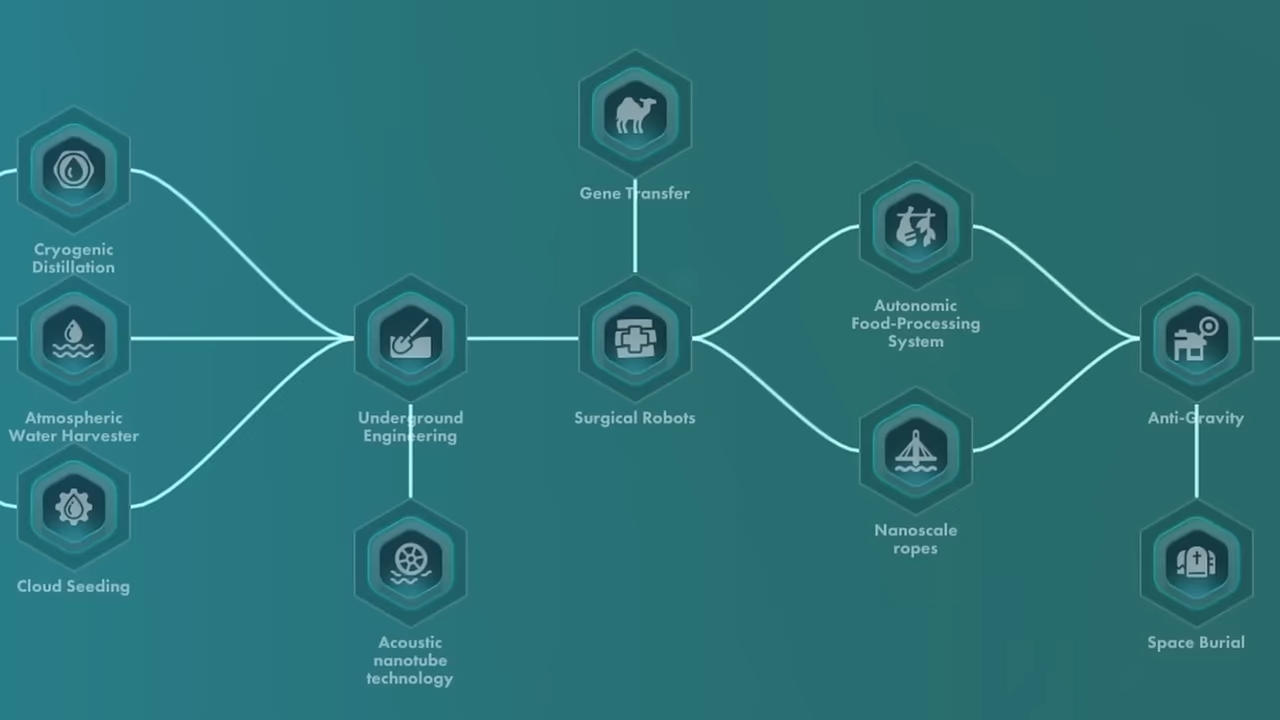 Gene Transfer
Cryogenic
Distillation
Autonomic
Food-Processing
System
Atmospheric
Water Harvester
Underground
Engineering
Surgical Robots
Anti-Gravity
Nanoscale
ropes
Cloud Seeding
Acoustic
nanotube
technology
Space Burial